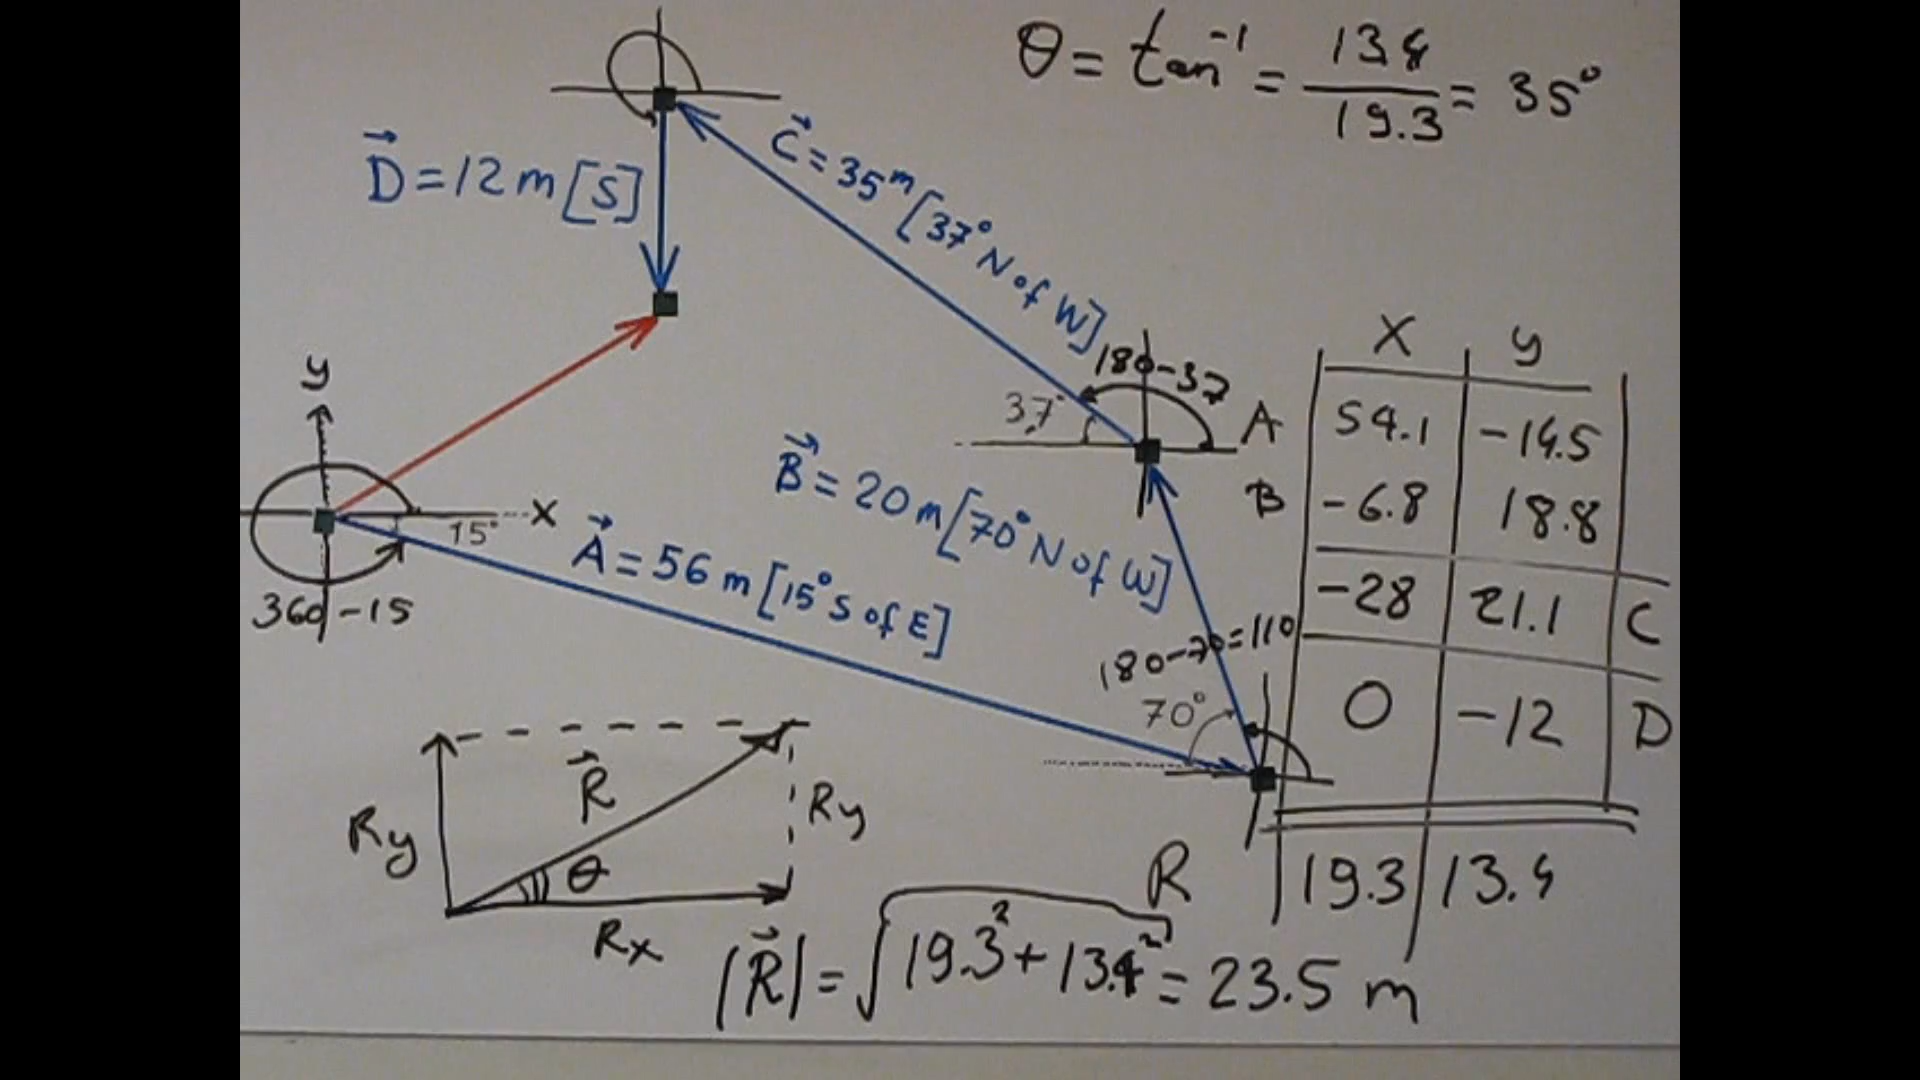 θ = tan⁻¹ = 13.4 / 19.3 = 35°
D⃗ = 12 m [S]
C⃗ = 35 m [37° N of W]
180-37
37°
y
x
15°
360-15
B⃗ = 20 m [70° N of W]
A⃗ = 56 m [15° S of E]
180-70=110
70°
x y
A 54.1 -14.5
B -6.8 18.8
-28 21.1 C
0 -12 D
R 19.3 13.4
Ry R⃗ Ry
θ
Rx
|R⃗| = √19.3² + 13.4² = 23.5 m